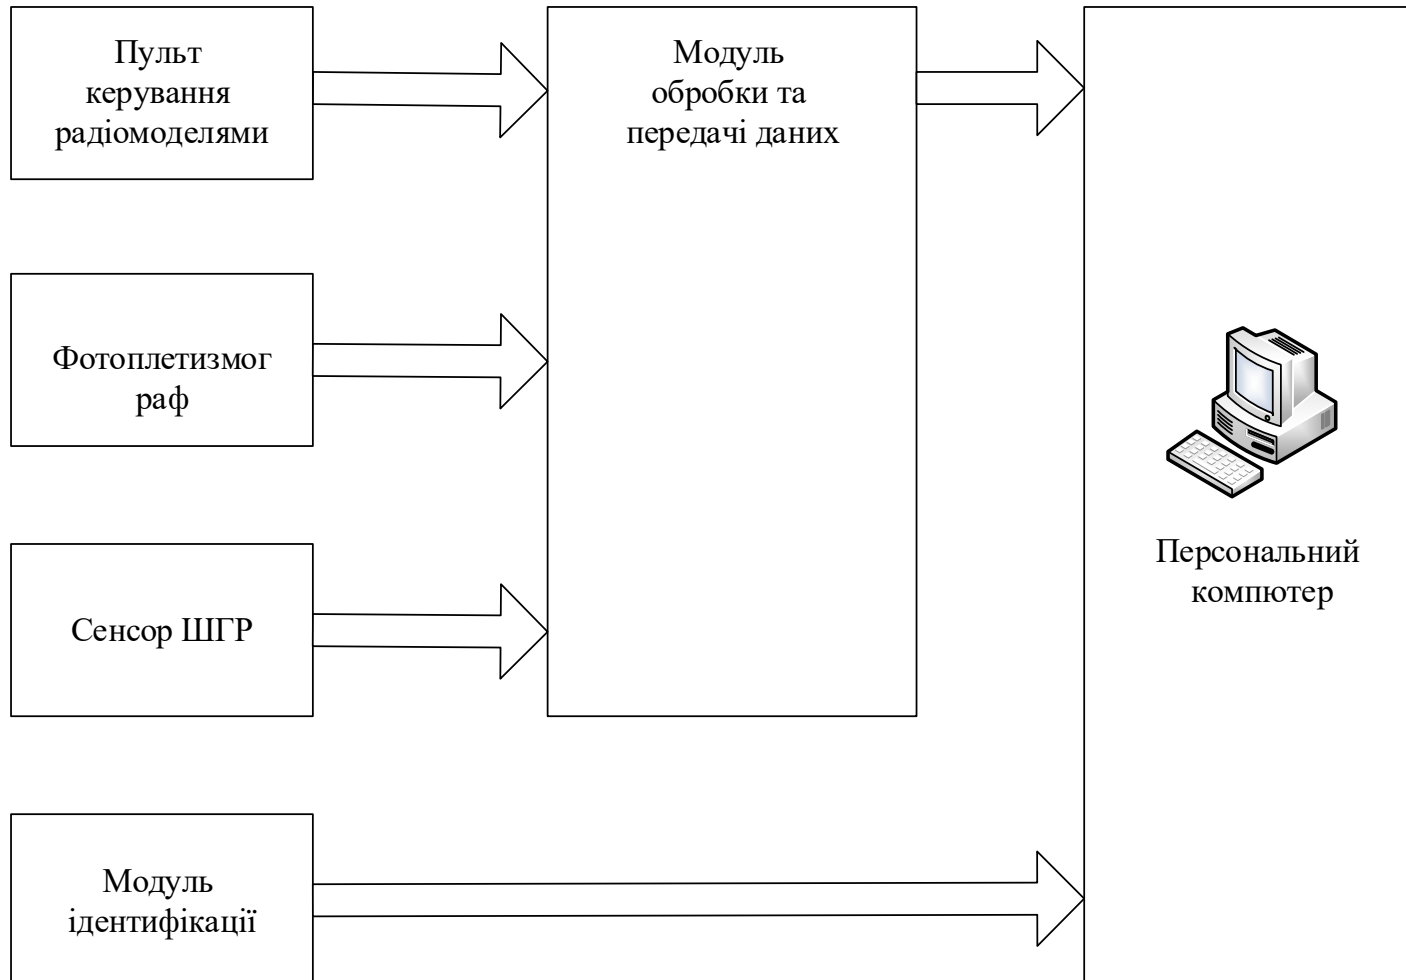 Пульт
керування
радіомоделями
Модуль
обробки та
передачі даних
Фотоплетизмог
раф
Сенсор ШГР
Персональний
компютер
Модуль
ідентифікації